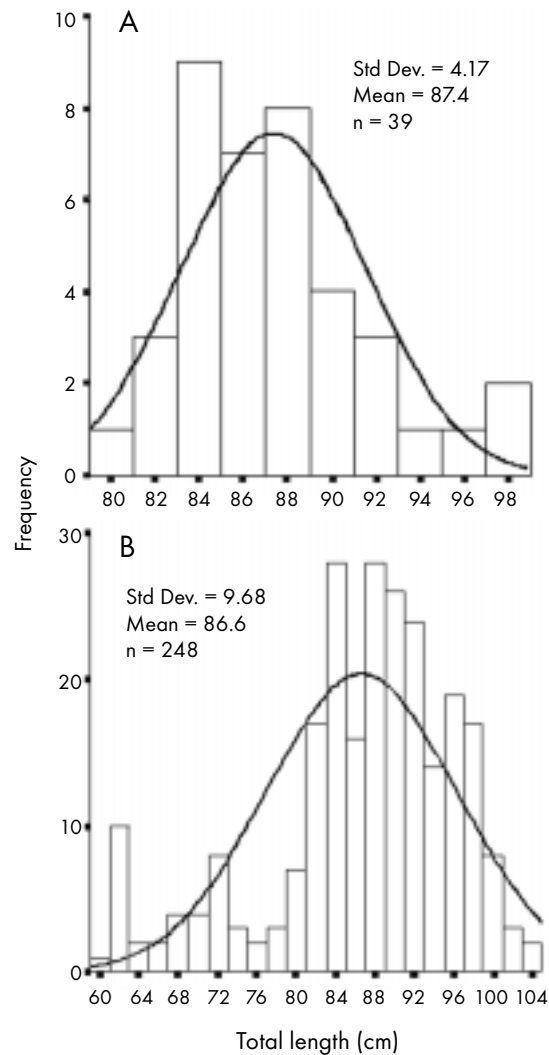 A
10
8
6
4
2
0
Std Dev. = 4.17
Mean = 87.4
n = 39
80 82 84 86 88 90 92 94 96 98
Frequency
B
30
20
10
0
Std Dev. = 9.68
Mean = 86.6
n = 248
60 64 68 72 76 80 84 88 92 96 100 104
Total length (cm)